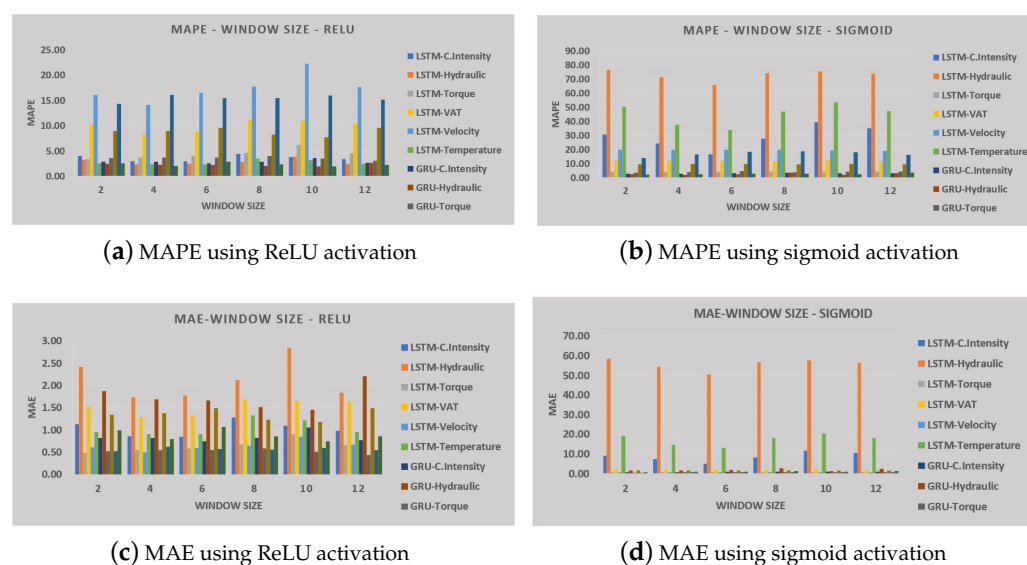 MAPE - WINDOW SIZE - RELU
25.00
20.00
15.00
10.00
5.00
0.00
MAPE
2 4 6 8 10 12
WINDOW SIZE
LSTM-C.Intensity
LSTM-Hydraulic
LSTM-Torque
LSTM-VAT
LSTM-Velocity
LSTM-Temperature
GRU-C.Intensity
GRU-Hydraulic
GRU-Torque
(a) MAPE using ReLU activation
MAPE - WINDOW SIZE - SIGMOID
90.00
80.00
70.00
60.00
50.00
40.00
30.00
20.00
10.00
0.00
MAPE
2 4 6 8 10 12
WINDOW SIZE
LSTM-C.Intensity
LSTM-Hydraulic
LSTM-Torque
LSTM-VAT
LSTM-Velocity
LSTM-Temperature
GRU-C.Intensity
GRU-Hydraulic
GRU-Torque
(b) MAPE using sigmoid activation
MAE-WINDOW SIZE - RELU
3.00
2.50
2.00
1.50
1.00
0.50
0.00
MAE
2 4 6 8 10 12
WINDOW SIZE
LSTM-C.Intensity
LSTM-Hydraulic
LSTM-Torque
LSTM-VAT
LSTM-Velocity
LSTM-Temperature
GRU-C.Intensity
GRU-Hydraulic
GRU-Torque
(c) MAE using ReLU activation
MAE-WINDOW SIZE - SIGMOID
70.00
60.00
50.00
40.00
30.00
20.00
10.00
0.00
MAE
2 4 6 8 10 12
WINDOW SIZE
LSTM-C.Intensity
LSTM-Hydraulic
LSTM-Torque
LSTM-VAT
LSTM-Velocity
LSTM-Temperature
GRU-C.Intensity
GRU-Hydraulic
GRU-Torque
(d) MAE using sigmoid activation